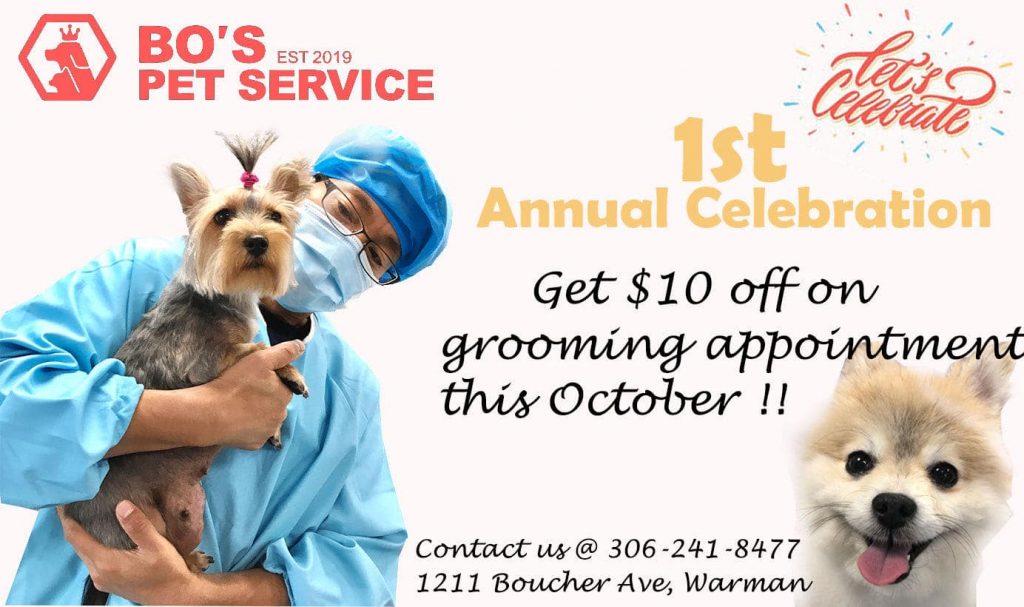 BO'S EST 2019
PET SERVICE
Let's
Celebrate
1st
Annual Celebration
Get $10 off on
grooming appointment
this October !!
Contact us @ 306-241-8477
1211 Boucher Ave, Warman